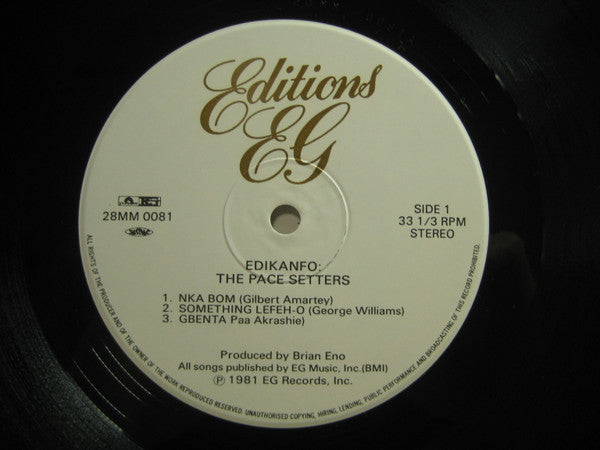 Editions
EG
28MM 0081
SIDE 1
33 1/3 RPM
STEREO
EDIKANFO:
THE PACE SETTERS
1. NKA BOM (Gilbert Amartey)
2. SOMETHING LEFEH-O (George Williams)
3. GBENTA Paa Akrashie)
Produced by Brian Eno
All songs published by EG Music, Inc.(BMI)
Ⓟ 1981 EG Records, Inc.
ALL RIGHTS OF THE PRODUCER AND OF THE OWNER OF THE WORK REPRODUCED RESERVED. UNAUTHORISED COPYING, HIRING, LENDING, PUBLIC PERFORMANCE AND BROADCASTING OF THIS RECORD PROHIBITED.